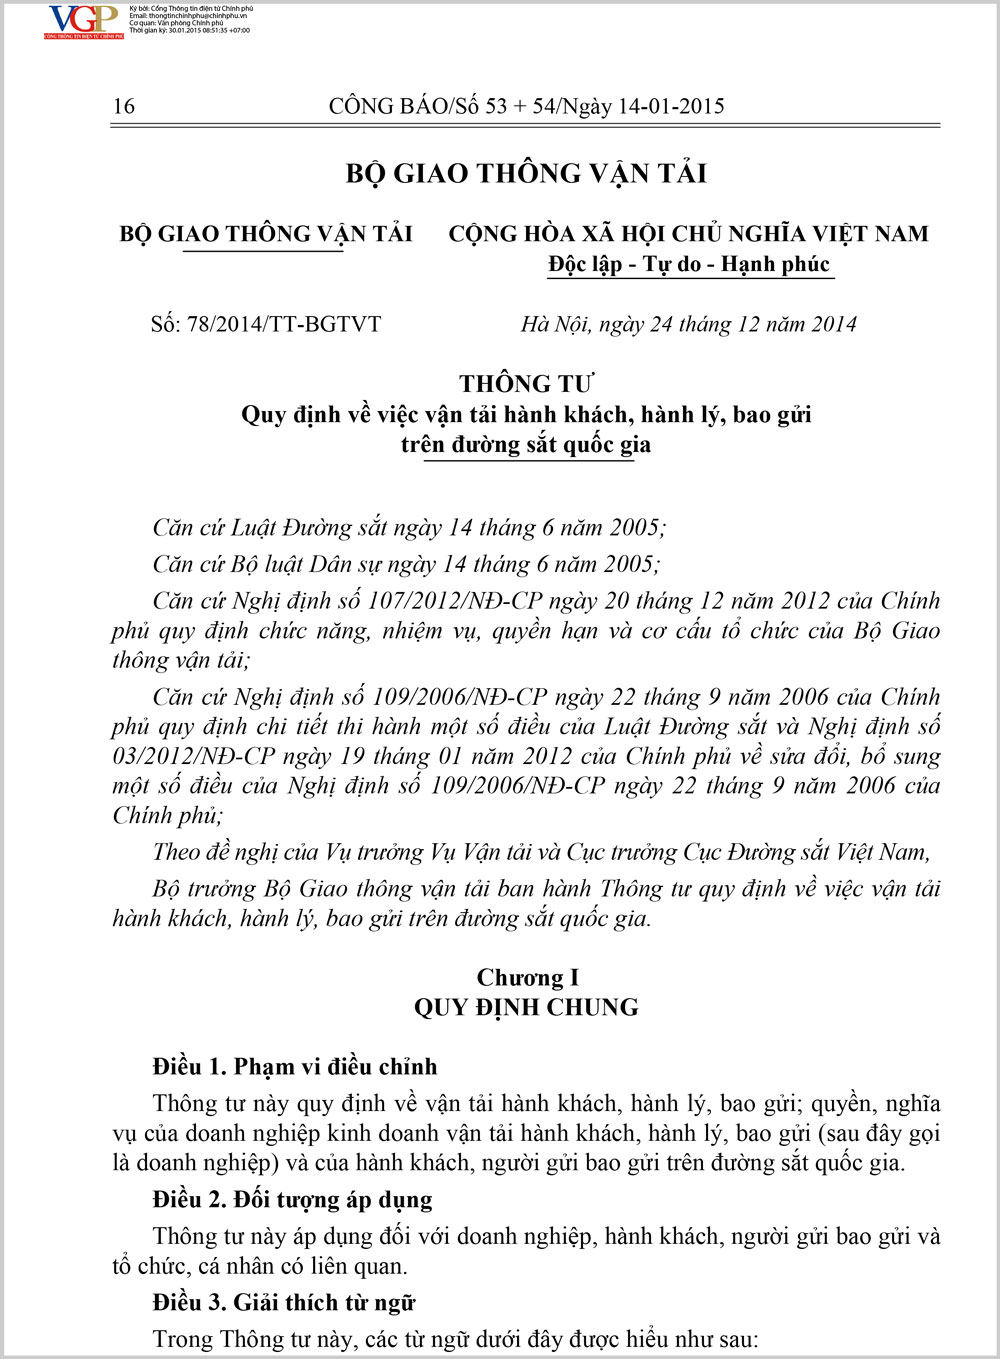 VGP
CỔNG THÔNG TIN ĐIỆN TỬ CHÍNH PHỦ
Ký bởi: Cổng Thông tin điện tử Chính phủ
Email: thongtinchinhphu@chinhphu.vn
Cơ quan: Văn phòng Chính phủ
Thời gian ký: 30.01.2015 08:51:35 +07:00
16 CÔNG BÁO/Số 53 + 54/Ngày 14-01-2015
BỘ GIAO THÔNG VẬN TẢI
BỘ GIAO THÔNG VẬN TẢI CỘNG HÒA XÃ HỘI CHỦ NGHĨA VIỆT NAM
Độc lập - Tự do - Hạnh phúc
Số: 78/2014/TT-BGTVT Hà Nội, ngày 24 tháng 12 năm 2014
THÔNG TƯ
Quy định về việc vận tải hành khách, hành lý, bao gửi
trên đường sắt quốc gia
Căn cứ Luật Đường sắt ngày 14 tháng 6 năm 2005;
Căn cứ Bộ luật Dân sự ngày 14 tháng 6 năm 2005;
Căn cứ Nghị định số 107/2012/NĐ-CP ngày 20 tháng 12 năm 2012 của Chính
phủ quy định chức năng, nhiệm vụ, quyền hạn và cơ cấu tổ chức của Bộ Giao
thông vận tải;
Căn cứ Nghị định số 109/2006/NĐ-CP ngày 22 tháng 9 năm 2006 của Chính
phủ quy định chi tiết thi hành một số điều của Luật Đường sắt và Nghị định số
03/2012/NĐ-CP ngày 19 tháng 01 năm 2012 của Chính phủ về sửa đổi, bổ sung
một số điều của Nghị định số 109/2006/NĐ-CP ngày 22 tháng 9 năm 2006 của
Chính phủ;
Theo đề nghị của Vụ trưởng Vụ Vận tải và Cục trưởng Cục Đường sắt Việt Nam,
Bộ trưởng Bộ Giao thông vận tải ban hành Thông tư quy định về việc vận tải
hành khách, hành lý, bao gửi trên đường sắt quốc gia.
Chương I
QUY ĐỊNH CHUNG
Điều 1. Phạm vi điều chỉnh
Thông tư này quy định về vận tải hành khách, hành lý, bao gửi; quyền, nghĩa
vụ của doanh nghiệp kinh doanh vận tải hành khách, hành lý, bao gửi (sau đây gọi
là doanh nghiệp) và của hành khách, người gửi bao gửi trên đường sắt quốc gia.
Điều 2. Đối tượng áp dụng
Thông tư này áp dụng đối với doanh nghiệp, hành khách, người gửi bao gửi và
tổ chức, cá nhân có liên quan.
Điều 3. Giải thích từ ngữ
Trong Thông tư này, các từ ngữ dưới đây được hiểu như sau: